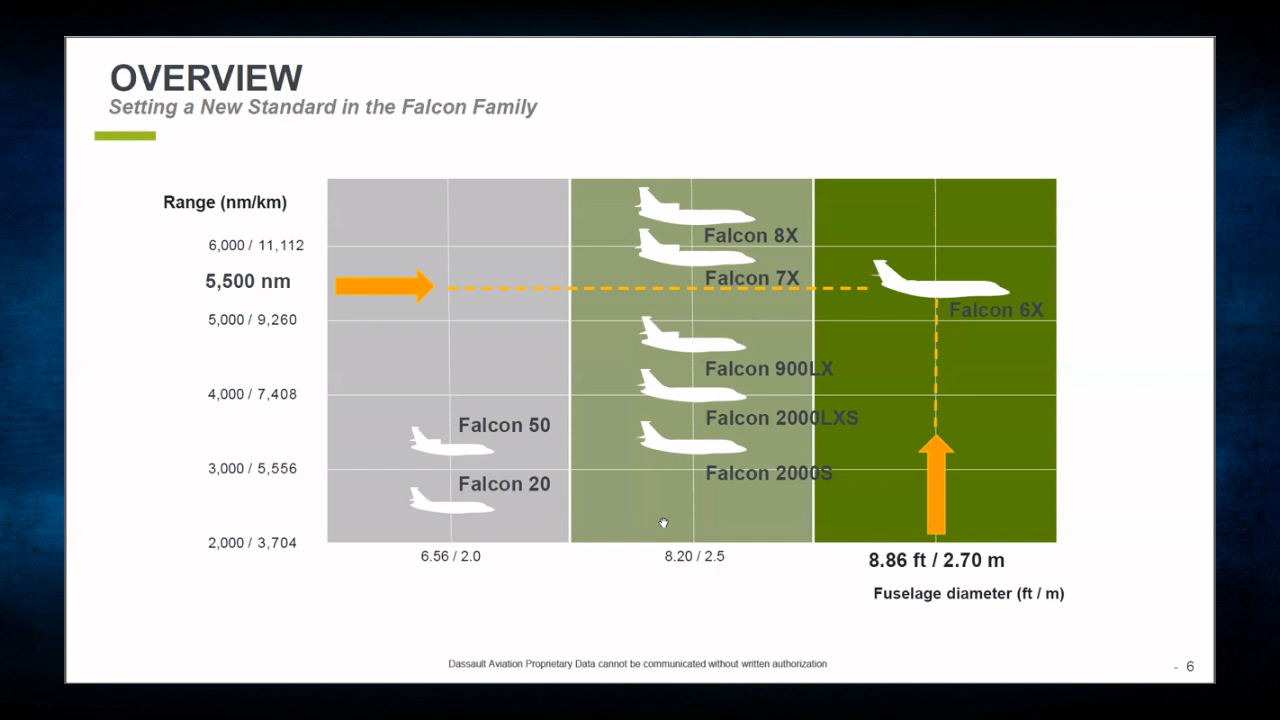 OVERVIEW
Setting a New Standard in the Falcon Family
Range (nm/km)
6,000 / 11,112
5,500 nm
5,000 / 9,260
4,000 / 7,408
3,000 / 5,556
2,000 / 3,704
Falcon 50
Falcon 20
Falcon 8X
Falcon 7X
Falcon 900LX
Falcon 2000LXS
Falcon 2000S
Falcon 6X
6.56 / 2.0
8.20 / 2.5
8.86 ft / 2.70 m
Fuselage diameter (ft / m)
Dassault Aviation Proprietary Data cannot be communicated without written authorization
- 6